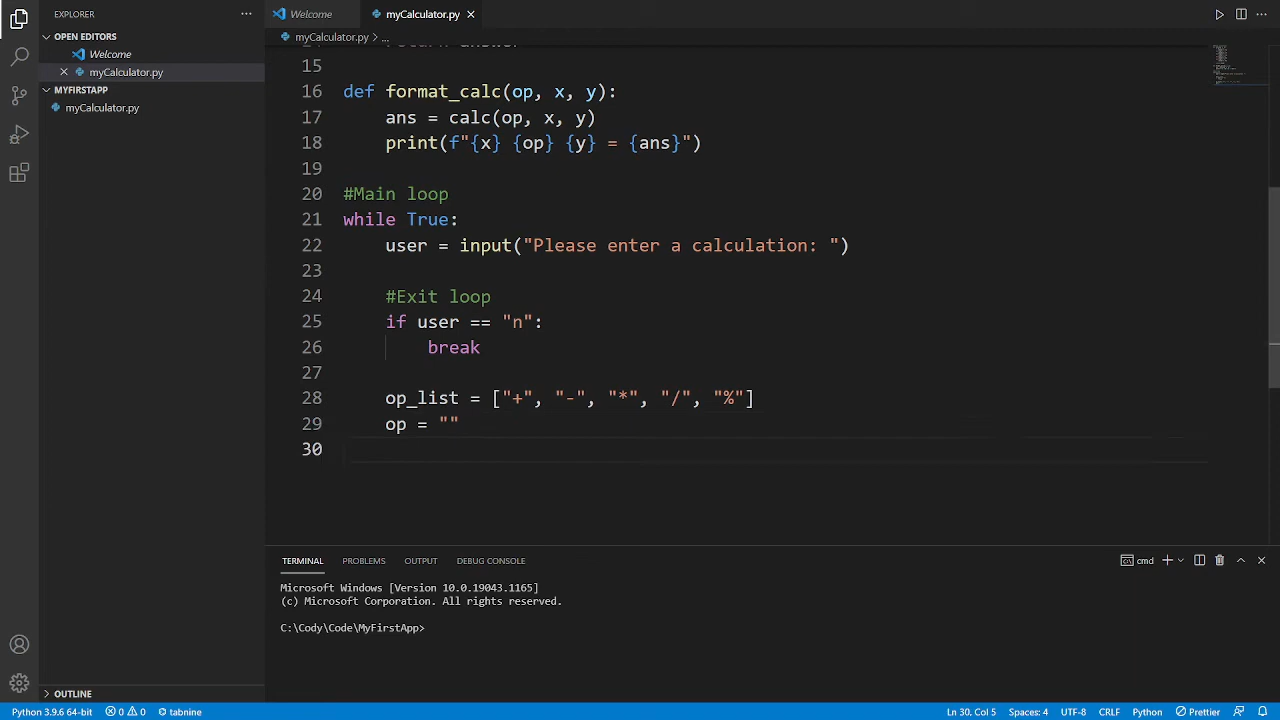 EXPLORER
···
Welcome
myCalculator.py
OPEN EDITORS
Welcome
myCalculator.py
MYFIRSTAPP
myCalculator.py
OUTLINE
myCalculator.py > ...
15
16 def format_calc(op, x, y):
17 ans = calc(op, x, y)
18 print(f"{x} {op} {y} = {ans}")
19
20 #Main loop
21 while True:
22 user = input("Please enter a calculation: ")
23
24 #Exit loop
25 if user == "n":
26 break
27
28 op_list = ["+", "-", "*", "/", "%"]
29 op = ""
30
TERMINAL PROBLEMS OUTPUT DEBUG CONSOLE
cmd
Microsoft Windows [Version 10.0.19043.1165]
(c) Microsoft Corporation. All rights reserved.
C:\Cody\Code\MyFirstApp>
Python 3.9.6 64-bit 0 0 tabnine Ln 30, Col 5 Spaces: 4 UTF-8 CRLF Python Prettier